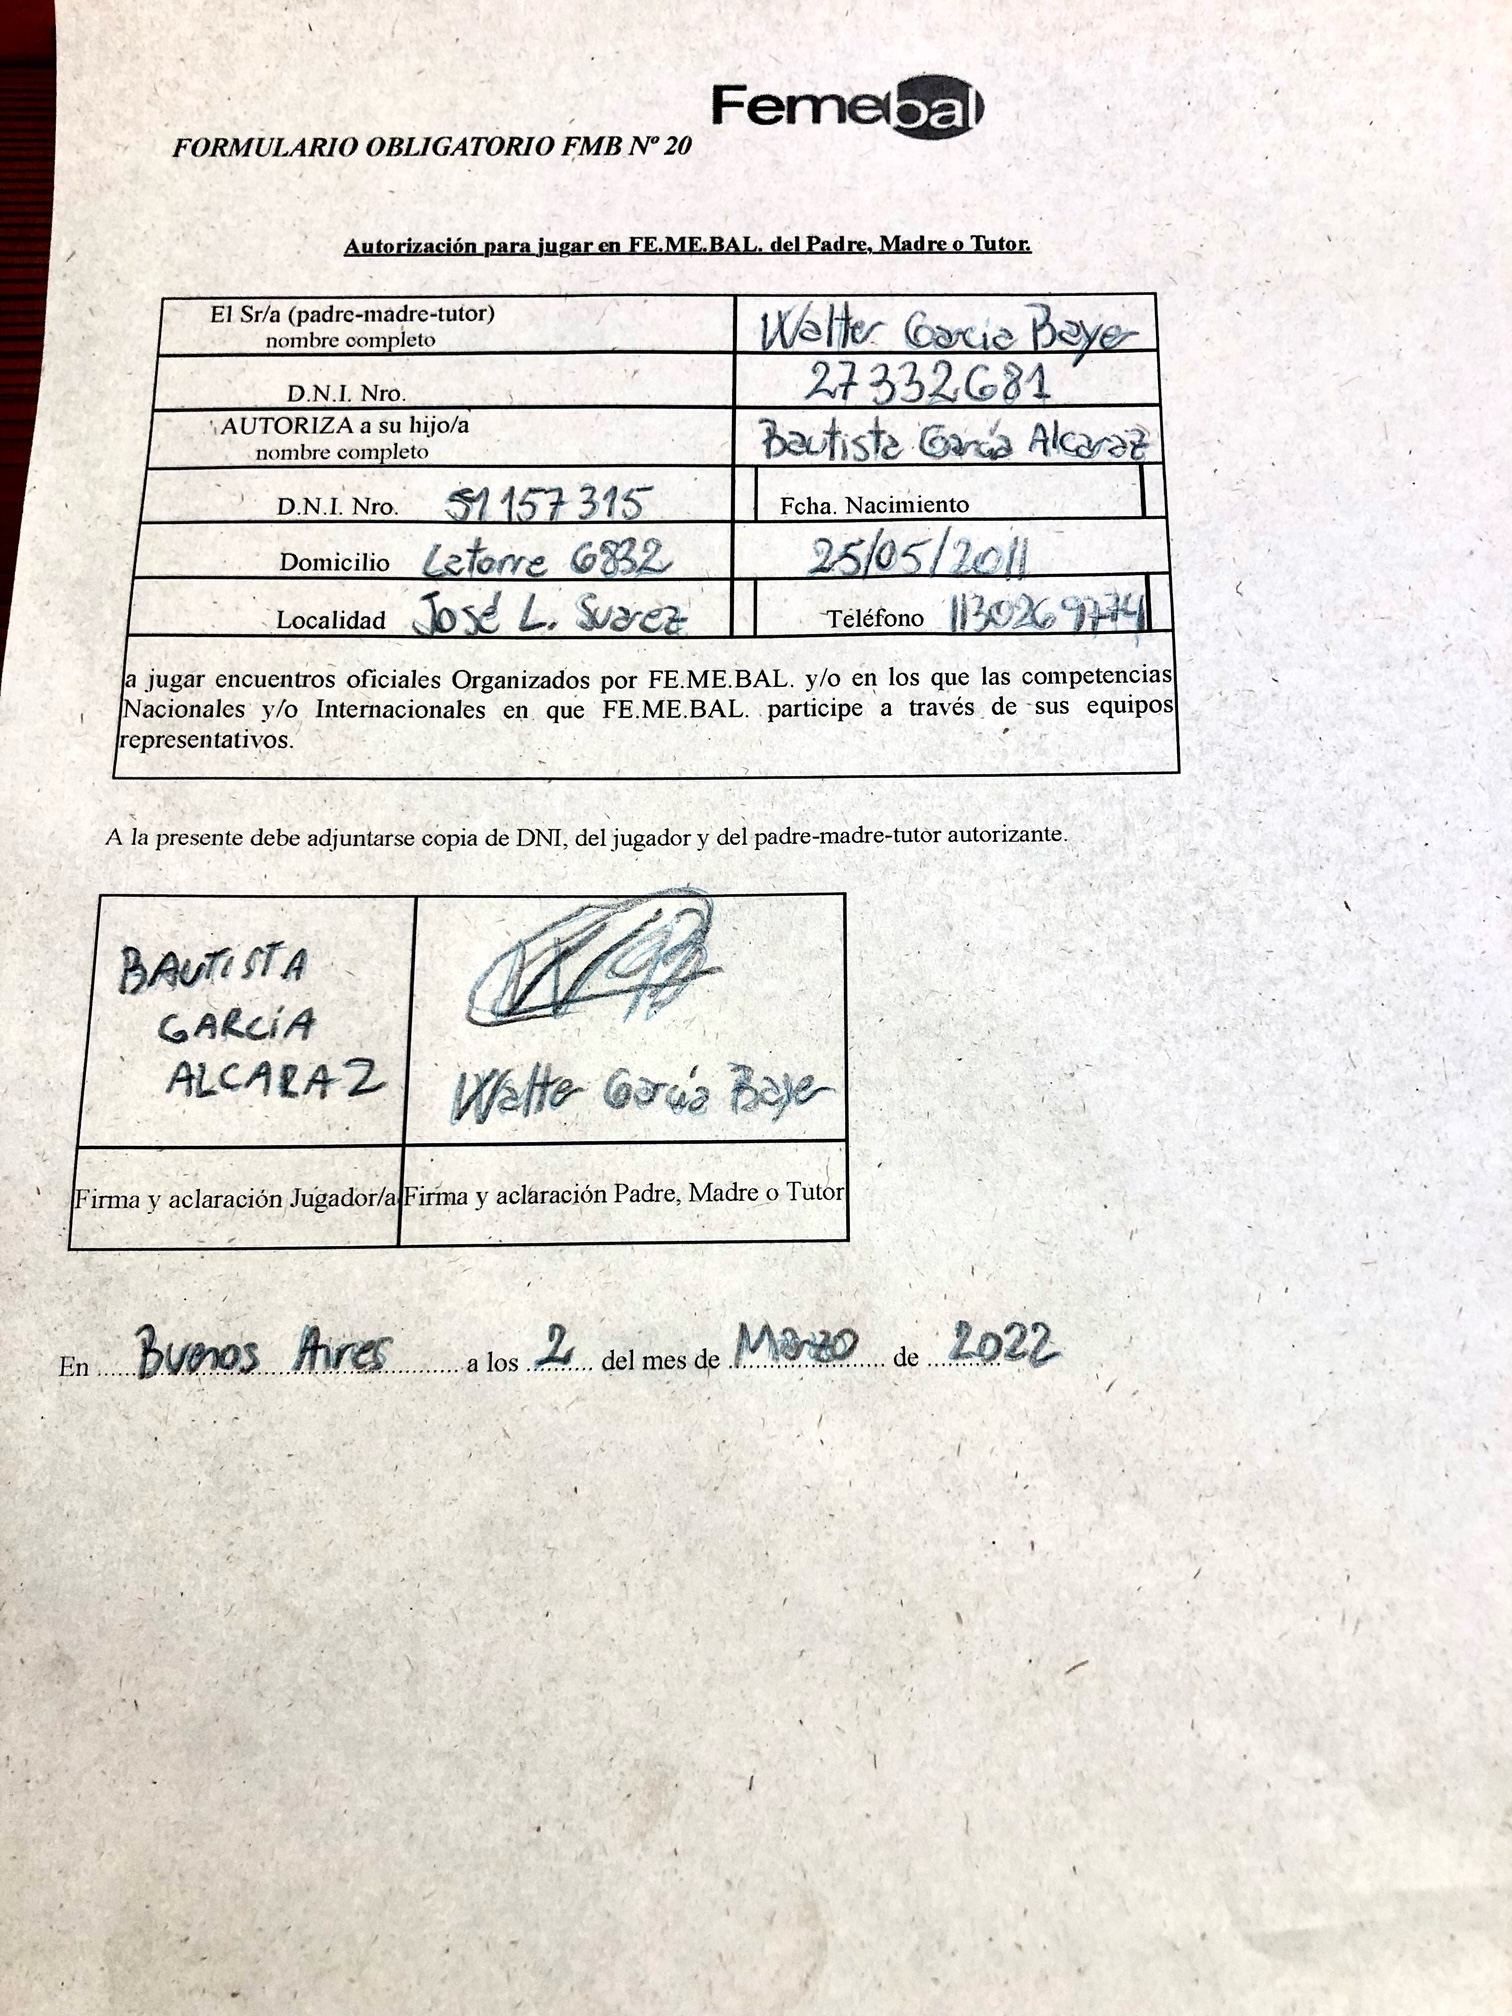 Femebal
FORMULARIO OBLIGATORIO FMB Nº 20
Autorización para jugar en FE.ME.BAL. del Padre, Madre o Tutor.
El Sr/a (padre-madre-tutor)
nombre completo
Walter Garcia Bayer
D.N.I. Nro.
27332681
AUTORIZA a su hijo/a
nombre completo
Bautista García Alcaraz
D.N.I. Nro. 51157315
Fcha. Nacimiento
Domicilio Latorre 6832
25/05/2011
Localidad José L. Suarez
Teléfono 1130269774
a jugar encuentros oficiales Organizados por FE.ME.BAL. y/o en los que las competencias
Nacionales y/o Internacionales en que FE.ME.BAL. participe a través de sus equipos
representativos.
A la presente debe adjuntarse copia de DNI, del jugador y del padre-madre-tutor autorizante.
BAUTISTA
GARCÍA
ALCARAZ
Walter García Bayer
Firma y aclaración Jugador/a
Firma y aclaración Padre, Madre o Tutor
En Buenos Aires a los 2 del mes de Marzo de 2022